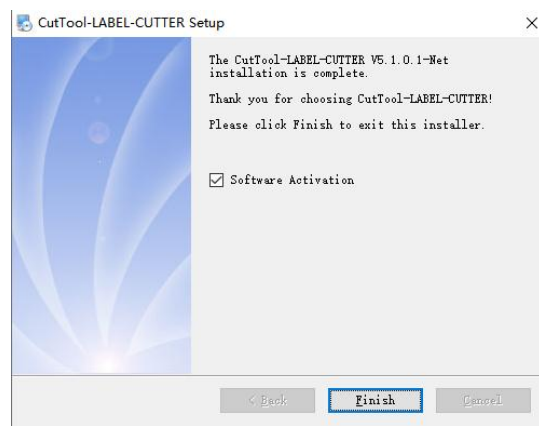 CutTool-LABEL-CUTTER Setup
The CutTool-LABEL-CUTTER V5.1.0.1-Net
installation is complete.
Thank you for choosing CutTool-LABEL-CUTTER!
Please click Finish to exit this installer.
Software Activation
< Back
Finish
Cancel